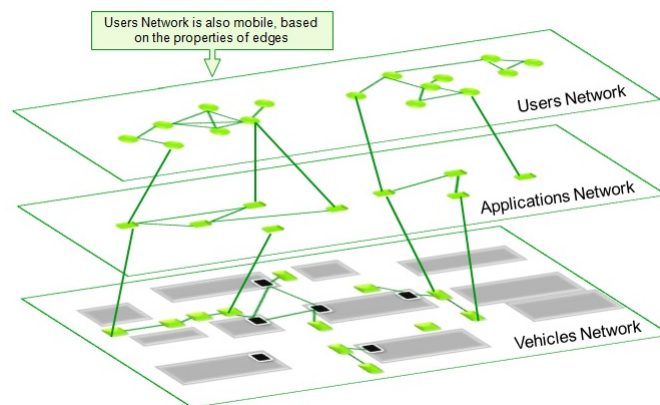 Users Network is also mobile, based
on the properties of edges
Users Network
Applications Network
Vehicles Network